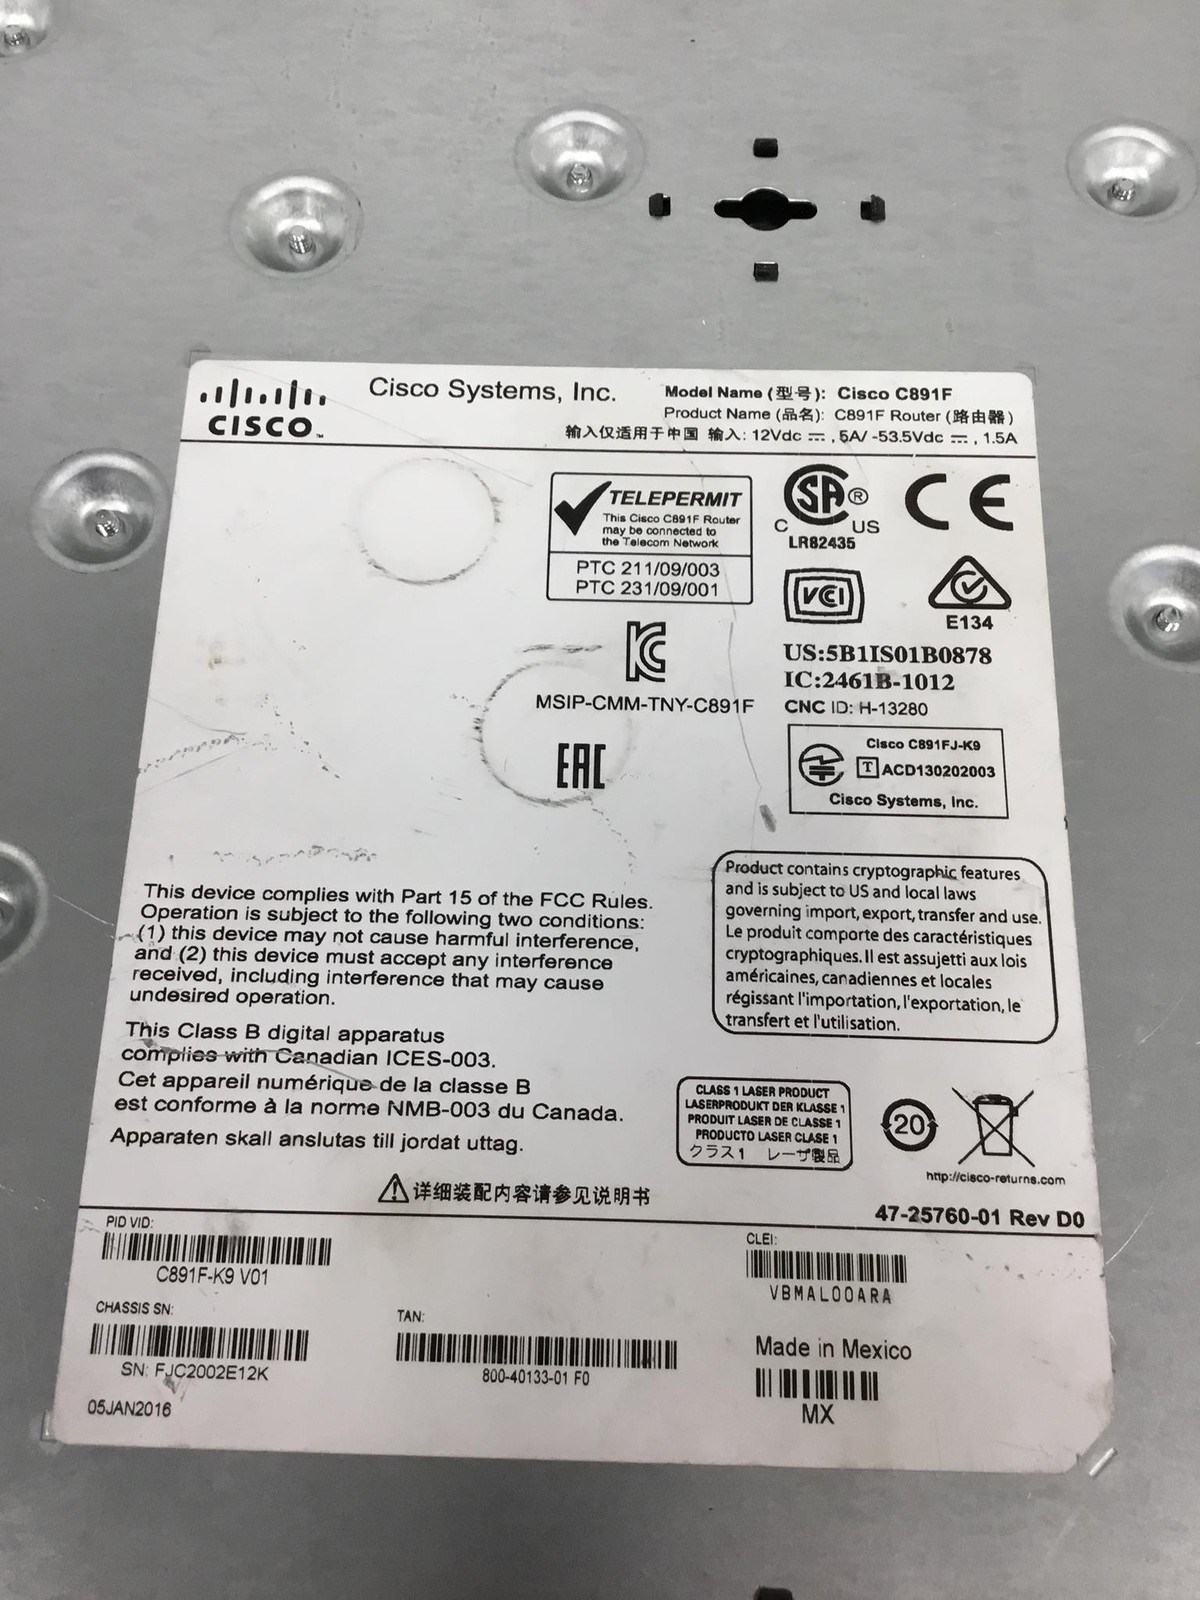 CISCO
Cisco Systems, Inc.
Model Name (型号): Cisco C891F
Product Name (品名): C891F Router (路由器)
输入仅适用于中国 输入: 12Vdc ⎓, 5A/ -53.5Vdc ⎓, 1.5A
TELEPERMIT
This Cisco C891F Router
may be connected to
the Telecom Network
PTC 211/09/003
PTC 231/09/001
SA ®
C US
LR82435
CE
VCI
E134
MSIP-CMM-TNY-C891F
EAC
US:5B1IS01B0878
IC:2461B-1012
CNC ID: H-13280
Cisco C891FJ-K9
T ACD130202003
Cisco Systems, Inc.
This device complies with Part 15 of the FCC Rules.
Operation is subject to the following two conditions:
(1) this device may not cause harmful interference,
and (2) this device must accept any interference
received, including interference that may cause
undesired operation.
This Class B digital apparatus
complies with Canadian ICES-003.
Cet appareil numérique de la classe B
est conforme à la norme NMB-003 du Canada.
Apparaten skall anslutas till jordat uttag.
Product contains cryptographic features
and is subject to US and local laws
governing import, export, transfer and use.
Le produit comporte des caractéristiques
cryptographiques. Il est assujetti aux lois
américaines, canadiennes et locales
régissant l'importation, l'exportation, le
transfert et l'utilisation.
CLASS 1 LASER PRODUCT
LASERPRODUKT DER KLASSE 1
PRODUIT LASER DE CLASSE 1
PRODUCTO LASER CLASE 1
クラス1 レーザ製品
20
http://cisco-returns.com
详细装配内容请参见说明书
47-25760-01 Rev D0
PID VID:
C891F-K9 V01
CLEI:
VBMAL00ARA
CHASSIS SN:
SN: FJC2002E12K
TAN:
800-40133-01 F0
Made in Mexico
MX
05JAN2016